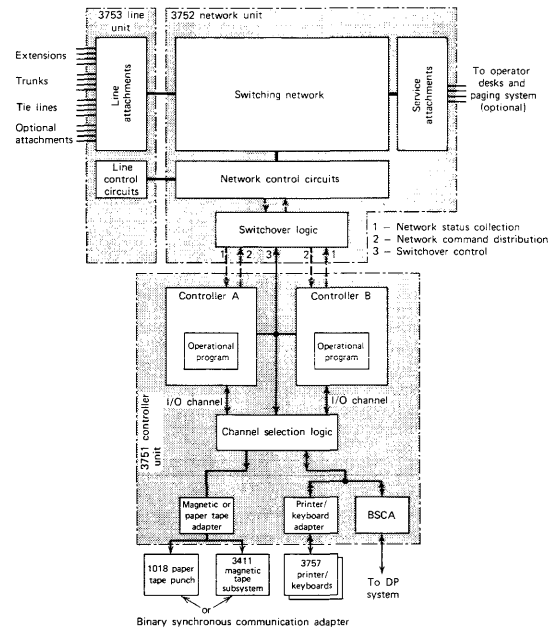 3753 line
unit
3752 network unit
Extensions
Trunks
Tie lines
Optional
attachments
Line
attachments
Switching network
Service
attachments
To operator
desks and
paging system
(optional)
Line
control
circuits
Network control circuits
Switchover logic
1 – Network status collection
2 – Network command distribution
3 – Switchover control
1 2 3 2 1
Controller A
Controller B
Operational
program
Operational
program
I/O channel
I/O channel
Channel selection logic
3751 controller
unit
Magnetic or
paper tape
adapter
Printer/
keyboard
adapter
BSCA
1018 paper
tape punch
3411
magnetic
tape
subsystem
3757
printer/
keyboards
To DP
system
or
Binary synchronous communication adapter